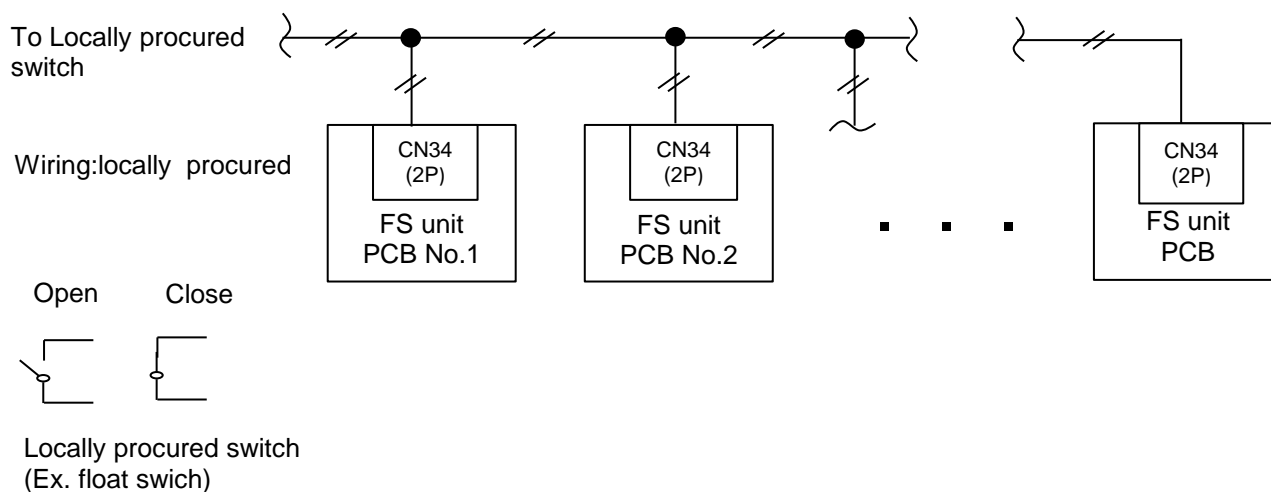 To Locally procured
switch
Wiring:locally procured
CN34
(2P)
FS unit
PCB No.1
CN34
(2P)
FS unit
PCB No.2
CN34
(2P)
FS unit
PCB
Open Close
Locally procured switch
(Ex. float swich)